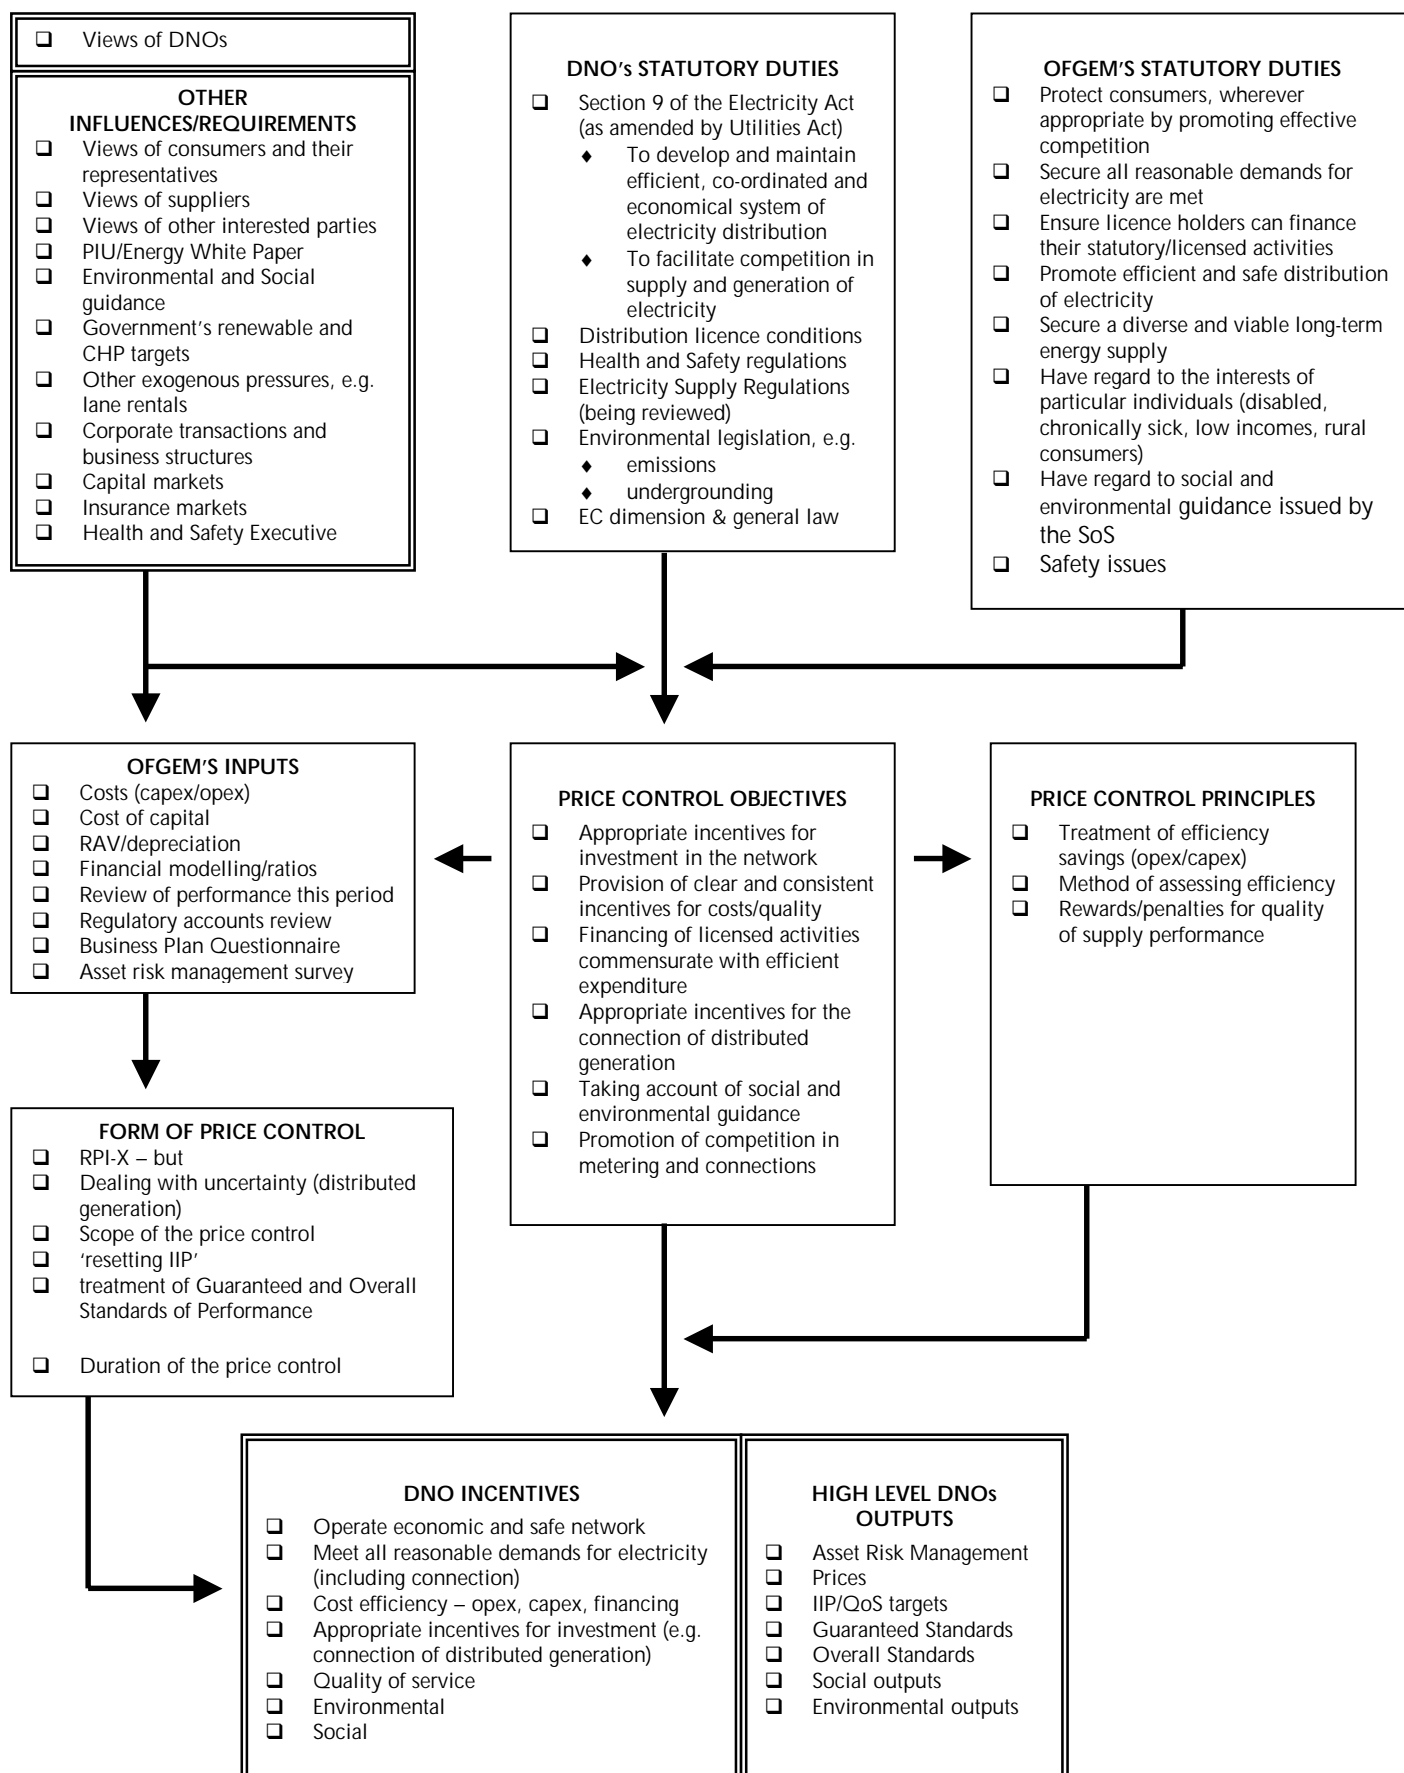 ❑ Views of DNOs
OTHER
INFLUENCES/REQUIREMENTS
❑ Views of consumers and their
representatives
❑ Views of suppliers
❑ Views of other interested parties
❑ PIU/Energy White Paper
❑ Environmental and Social
guidance
❑ Government's renewable and
CHP targets
❑ Other exogenous pressures, e.g.
lane rentals
❑ Corporate transactions and
business structures
❑ Capital markets
❑ Insurance markets
❑ Health and Safety Executive
DNO's STATUTORY DUTIES
❑ Section 9 of the Electricity Act
(as amended by Utilities Act)
♦ To develop and maintain
efficient, co-ordinated and
economical system of
electricity distribution
♦ To facilitate competition in
supply and generation of
electricity
❑ Distribution licence conditions
❑ Health and Safety regulations
❑ Electricity Supply Regulations
(being reviewed)
❑ Environmental legislation, e.g.
♦ emissions
♦ undergrounding
❑ EC dimension & general law
OFGEM'S STATUTORY DUTIES
❑ Protect consumers, wherever
appropriate by promoting effective
competition
❑ Secure all reasonable demands for
electricity are met
❑ Ensure licence holders can finance
their statutory/licensed activities
❑ Promote efficient and safe distribution
of electricity
❑ Secure a diverse and viable long-term
energy supply
❑ Have regard to the interests of
particular individuals (disabled,
chronically sick, low incomes, rural
consumers)
❑ Have regard to social and
environmental guidance issued by
the SoS
❑ Safety issues
OFGEM'S INPUTS
❑ Costs (capex/opex)
❑ Cost of capital
❑ RAV/depreciation
❑ Financial modelling/ratios
❑ Review of performance this period
❑ Regulatory accounts review
❑ Business Plan Questionnaire
❑ Asset risk management survey
PRICE CONTROL OBJECTIVES
❑ Appropriate incentives for
investment in the network
❑ Provision of clear and consistent
incentives for costs/quality
❑ Financing of licensed activities
commensurate with efficient
expenditure
❑ Appropriate incentives for the
connection of distributed
generation
❑ Taking account of social and
environmental guidance
❑ Promotion of competition in
metering and connections
PRICE CONTROL PRINCIPLES
❑ Treatment of efficiency
savings (opex/capex)
❑ Method of assessing efficiency
❑ Rewards/penalties for quality
of supply performance
FORM OF PRICE CONTROL
❑ RPI-X – but
❑ Dealing with uncertainty (distributed
generation)
❑ Scope of the price control
❑ 'resetting IIP'
❑ treatment of Guaranteed and Overall
Standards of Performance
❑ Duration of the price control
DNO INCENTIVES
❑ Operate economic and safe network
❑ Meet all reasonable demands for electricity
(including connection)
❑ Cost efficiency – opex, capex, financing
❑ Appropriate incentives for investment (e.g.
connection of distributed generation)
❑ Quality of service
❑ Environmental
❑ Social
HIGH LEVEL DNOs
OUTPUTS
❑ Asset Risk Management
❑ Prices
❑ IIP/QoS targets
❑ Guaranteed Standards
❑ Overall Standards
❑ Social outputs
❑ Environmental outputs